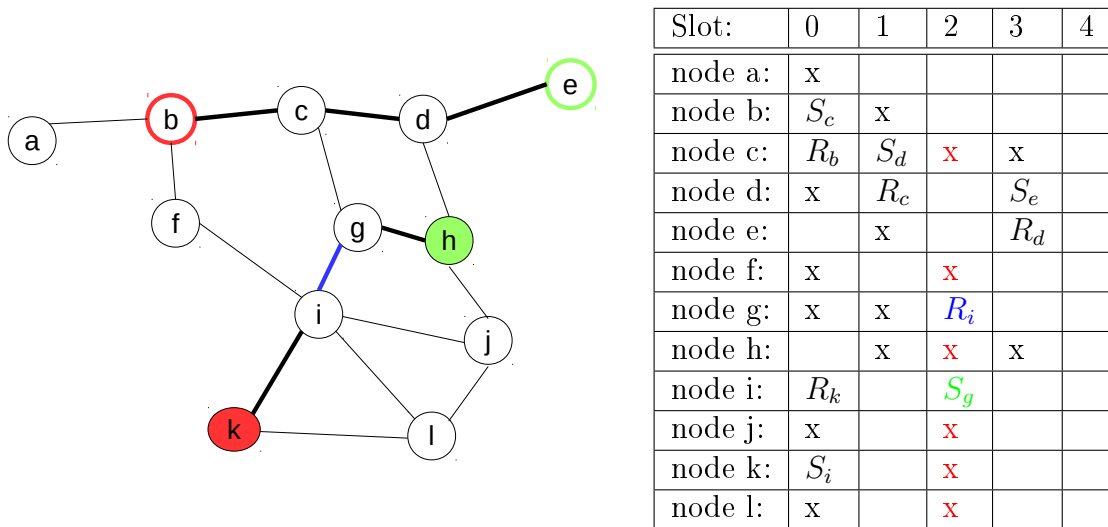 a
b
c
d
e
f
g
h
i
j
k
l
Slot: 0 1 2 3 4
node a: x
node b: S_c x
node c: R_b S_d x x
node d: x R_c S_e
node e: x R_d
node f: x x
node g: x x R_i
node h: x x x
node i: R_k S_g
node j: x x
node k: S_i x
node l: x x